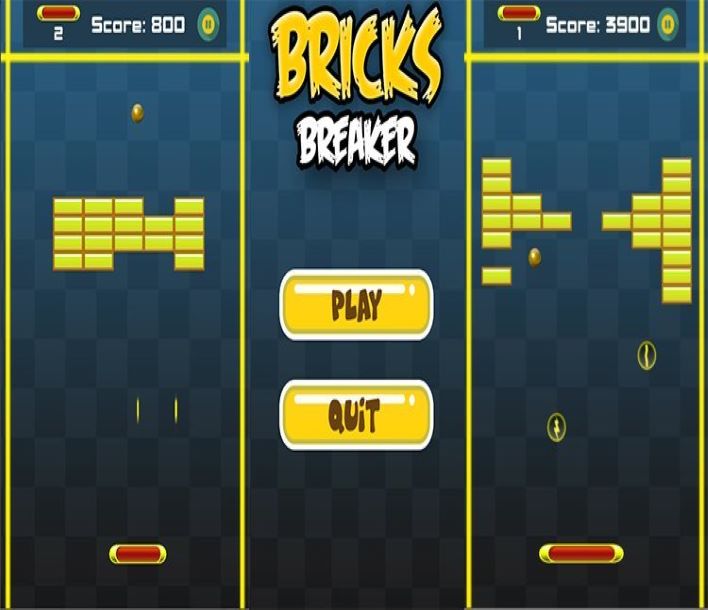 2 Score: 800
BRICKS
BREAKER
PLAY
QUIT
1 Score: 3900